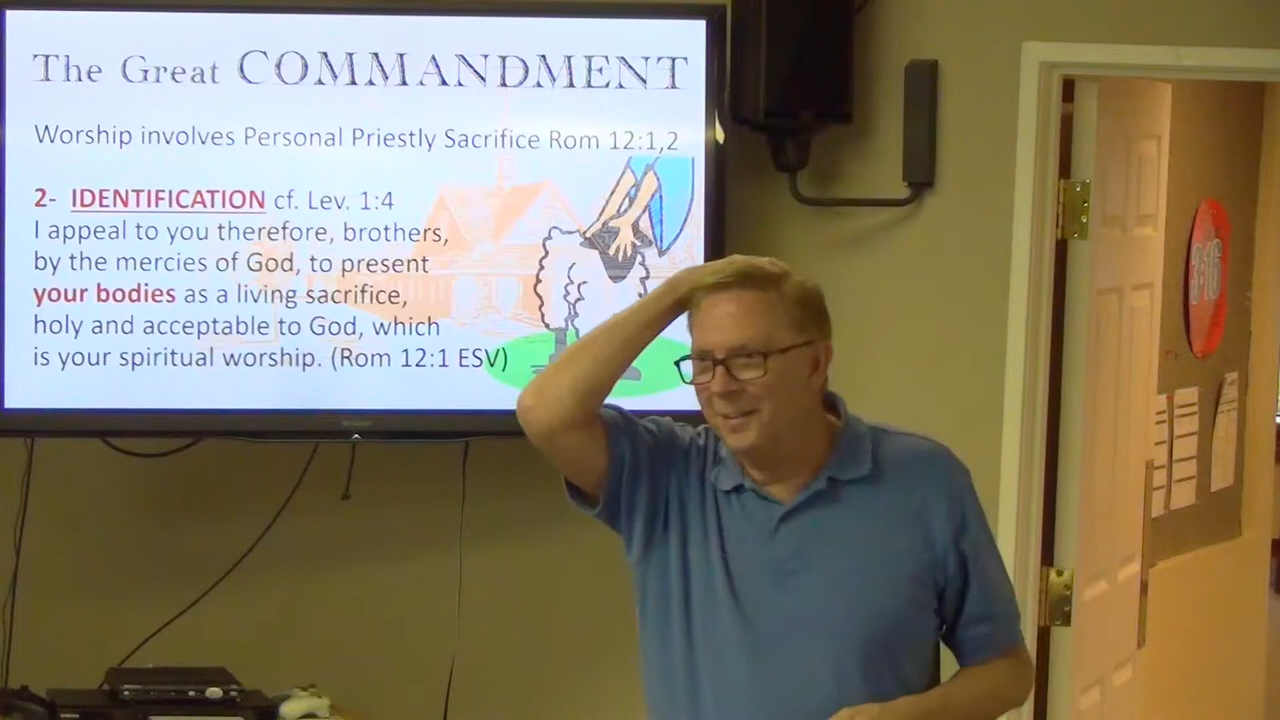 The Great COMMANDMENT
Worship involves Personal Priestly Sacrifice Rom 12:1,2
2- IDENTIFICATION cf. Lev. 1:4
I appeal to you therefore, brothers,
by the mercies of God, to present
your bodies as a living sacrifice,
holy and acceptable to God, which
is your spiritual worship. (Rom 12:1 ESV)
3:16